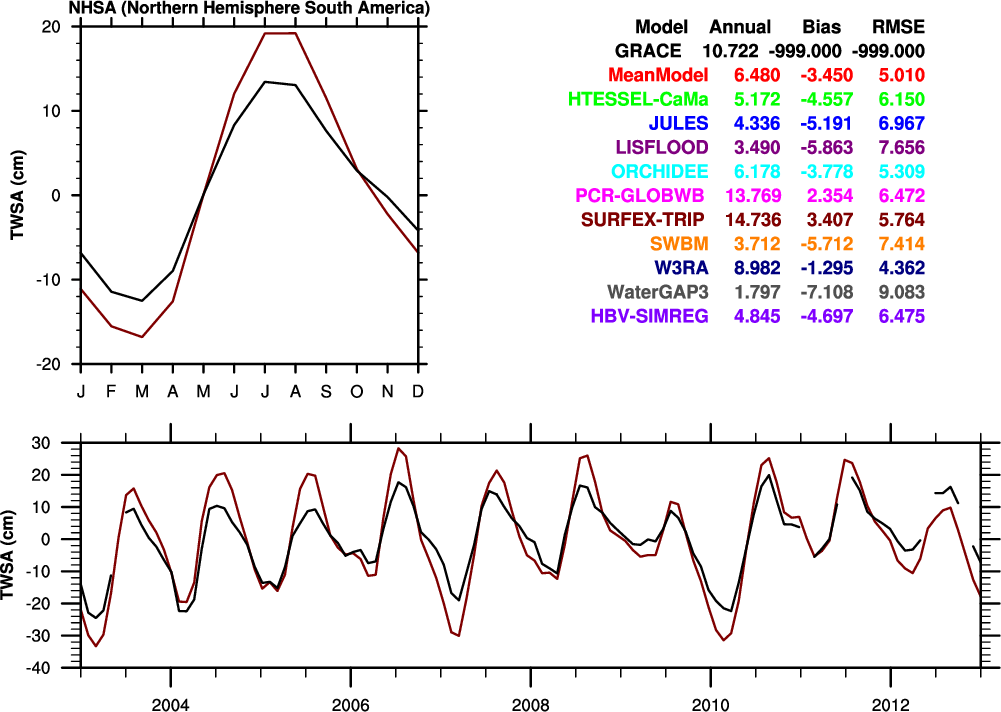 NHSA (Northern Hemisphere South America)
20
10
0
-10
-20
TWSA (cm)
J F M A M J J A S O N D
Model Annual Bias RMSE
GRACE 10.722 -999.000 -999.000
MeanModel 6.480 -3.450 5.010
HTESSEL-CaMa 5.172 -4.557 6.150
JULES 4.336 -5.191 6.967
LISFLOOD 3.490 -5.863 7.656
ORCHIDEE 6.178 -3.778 5.309
PCR-GLOBWB 13.769 2.354 6.472
SURFEX-TRIP 14.736 3.407 5.764
SWBM 3.712 -5.712 7.414
W3RA 8.982 -1.295 4.362
WaterGAP3 1.797 -7.108 9.083
HBV-SIMREG 4.845 -4.697 6.475
30
20
10
0
-10
-20
-30
-40
TWSA (cm)
2004 2006 2008 2010 2012